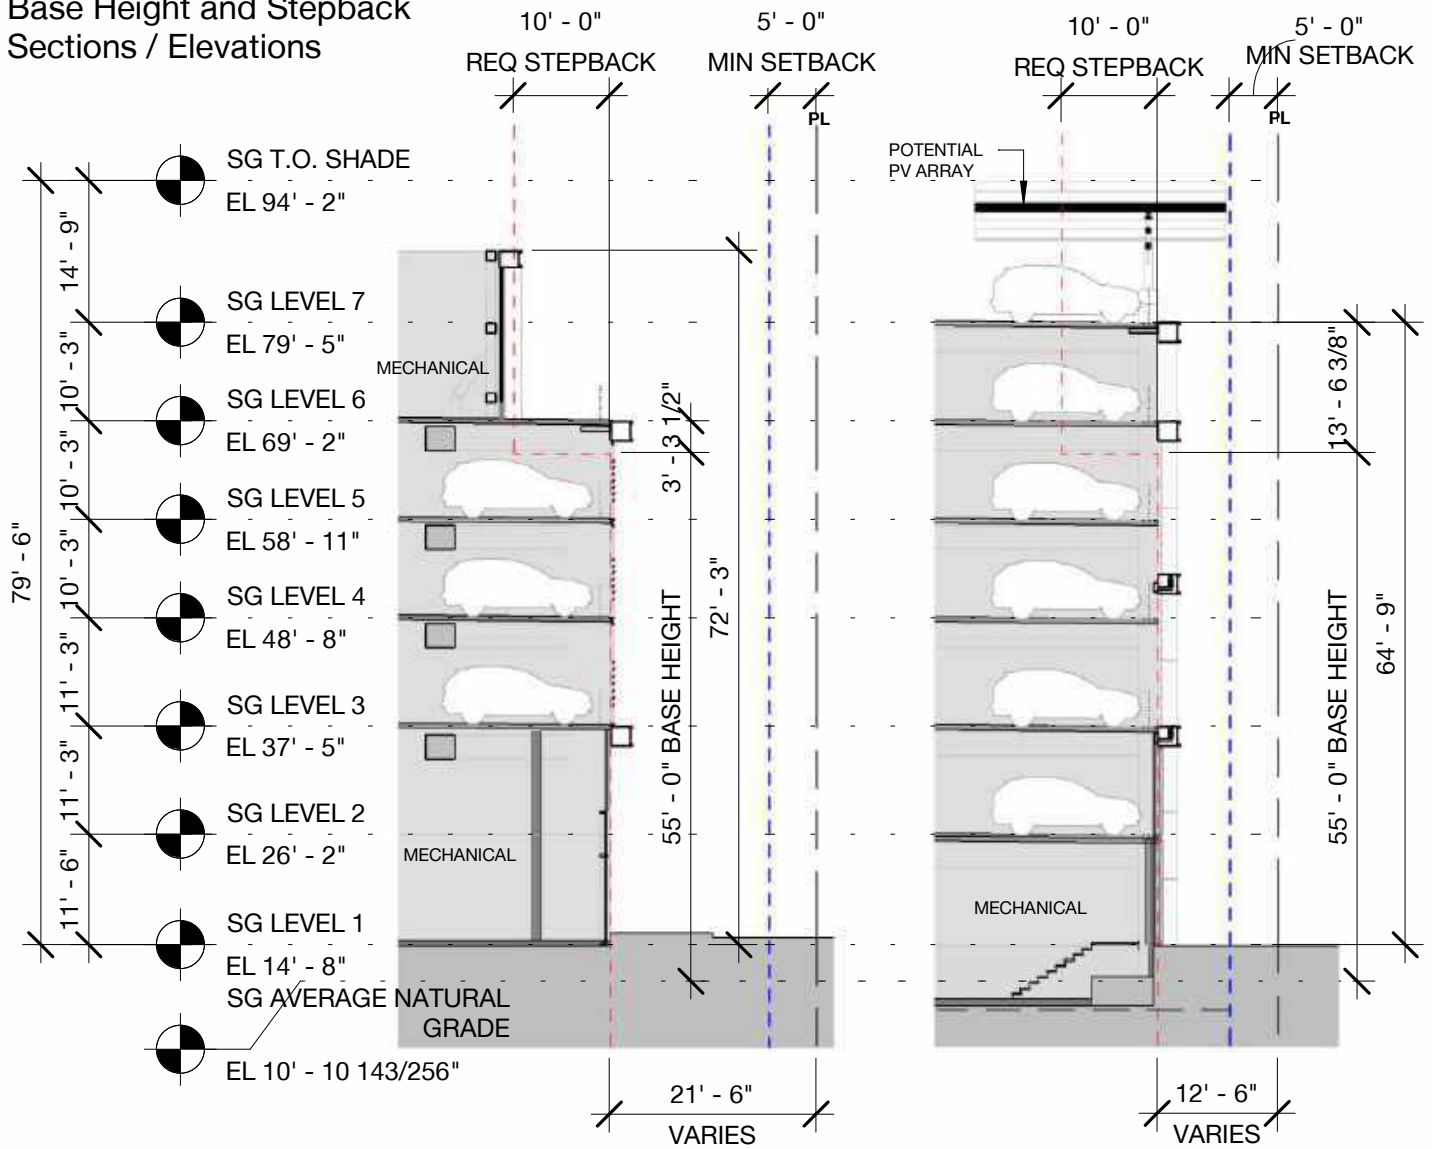 Base Height and Stepback
Sections / Elevations
10' - 0"
REQ STEPBACK
5' - 0"
MIN SETBACK
PL
10' - 0"
REQ STEPBACK
5' - 0"
MIN SETBACK
PL
POTENTIAL
PV ARRAY
SG T.O. SHADE
EL 94' - 2"
SG LEVEL 7
EL 79' - 5"
SG LEVEL 6
EL 69' - 2"
SG LEVEL 5
EL 58' - 11"
SG LEVEL 4
EL 48' - 8"
SG LEVEL 3
EL 37' - 5"
SG LEVEL 2
EL 26' - 2"
SG LEVEL 1
EL 14' - 8"
SG AVERAGE NATURAL
GRADE
EL 10' - 10 143/256"
79' - 6"
14' - 9"
10' - 3"
10' - 3"
10' - 3"
11' - 3"
11' - 3"
11' - 6"
MECHANICAL
MECHANICAL
3' - 3 1/2"
55' - 0" BASE HEIGHT
72' - 3"
21' - 6"
VARIES
MECHANICAL
13' - 6 3/8"
55' - 0" BASE HEIGHT
64' - 9"
12' - 6"
VARIES